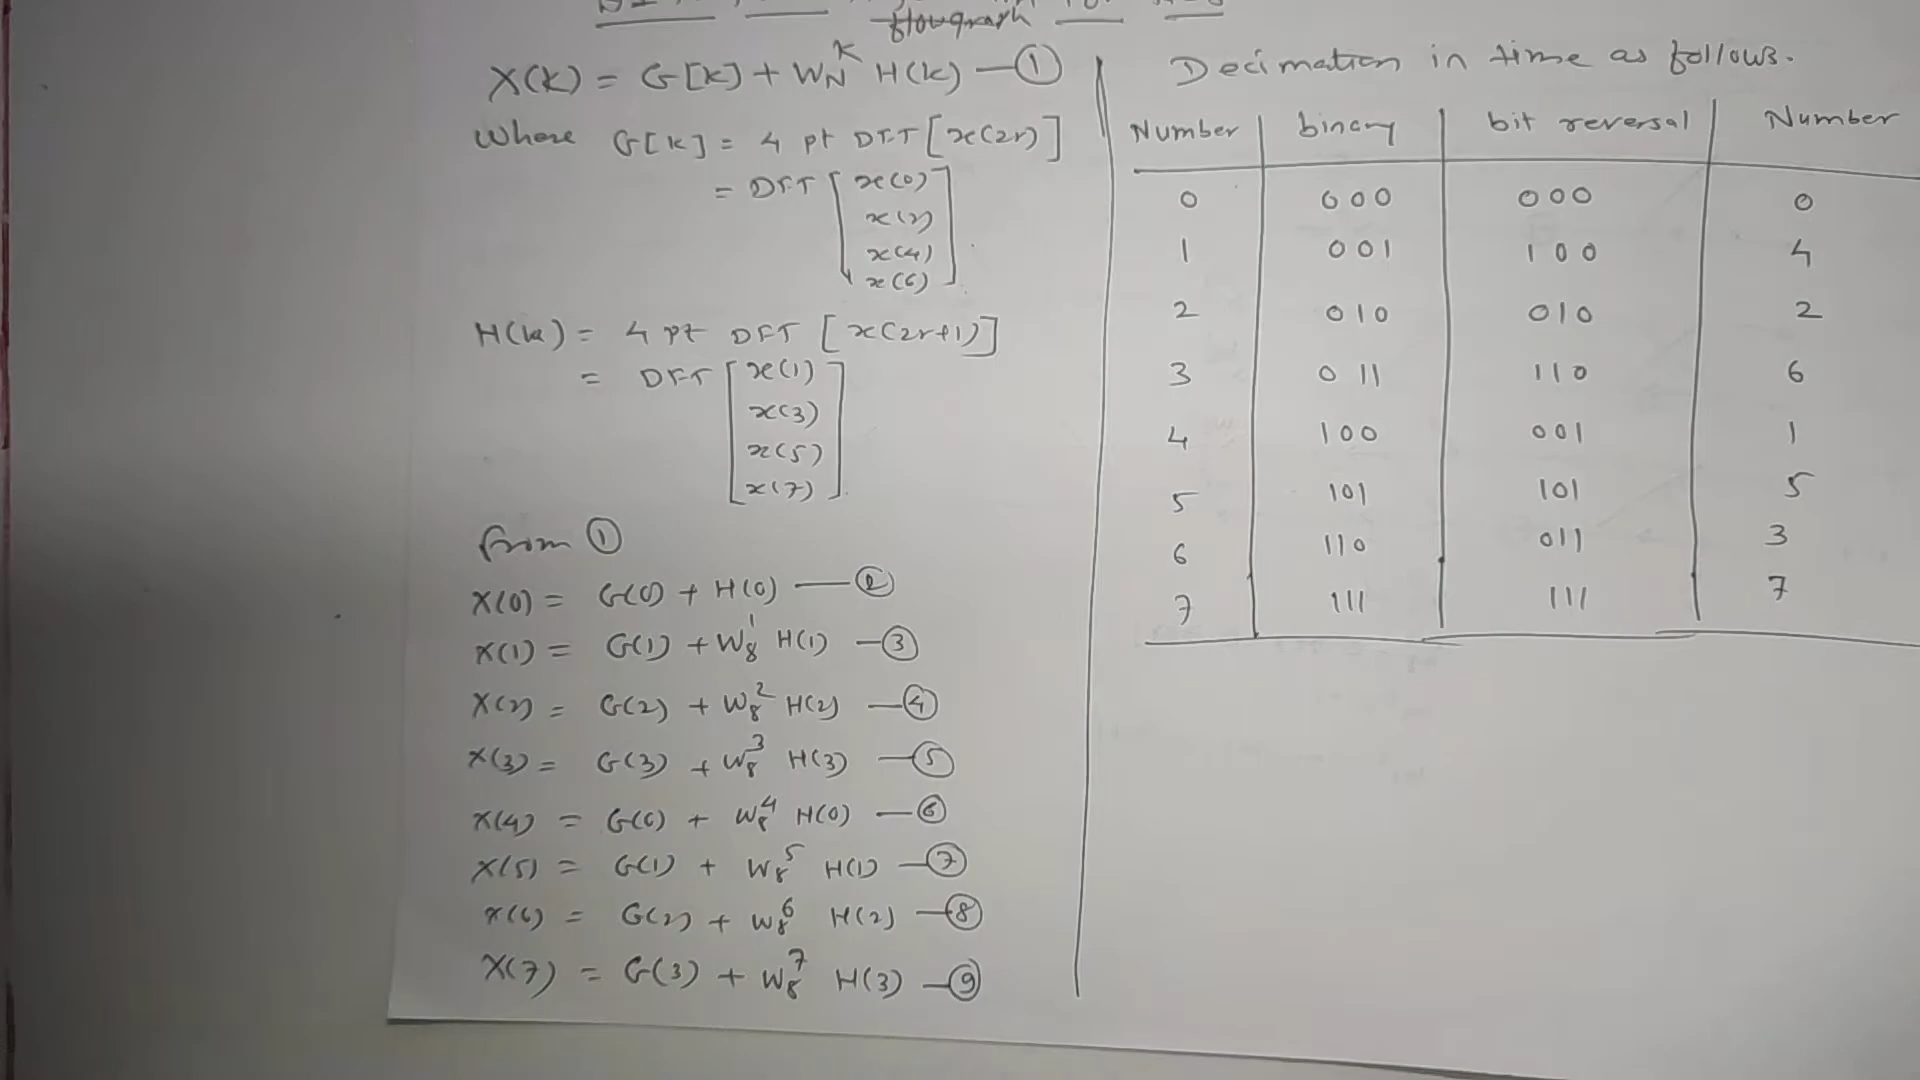 flowgraph
X(k) = G[k] + W_N^k H(k) — ①
Where G[k] = 4 pt DFT [x(2r)]
= DFT [x(0)
x(2)
x(4)
x(6)]
H(k) = 4 pt DFT [x(2r+1)]
= DFT [x(1)
x(3)
x(5)
x(7)]
from ①
X(0) = G(0) + H(0) — ②
X(1) = G(1) + W_8^1 H(1) — ③
X(2) = G(2) + W_8^2 H(2) — ④
X(3) = G(3) + W_8^3 H(3) — ⑤
X(4) = G(0) + W_8^4 H(0) — ⑥
X(5) = G(1) + W_8^5 H(1) — ⑦
X(6) = G(2) + W_8^6 H(2) — ⑧
X(7) = G(3) + W_8^7 H(3) — ⑨
Decimation in time as follows.
Number | binary | bit reversal | Number
0 000 000 0
1 001 100 4
2 010 010 2
3 011 110 6
4 100 001 1
5 101 101 5
6 110 011 3
7 111 111 7